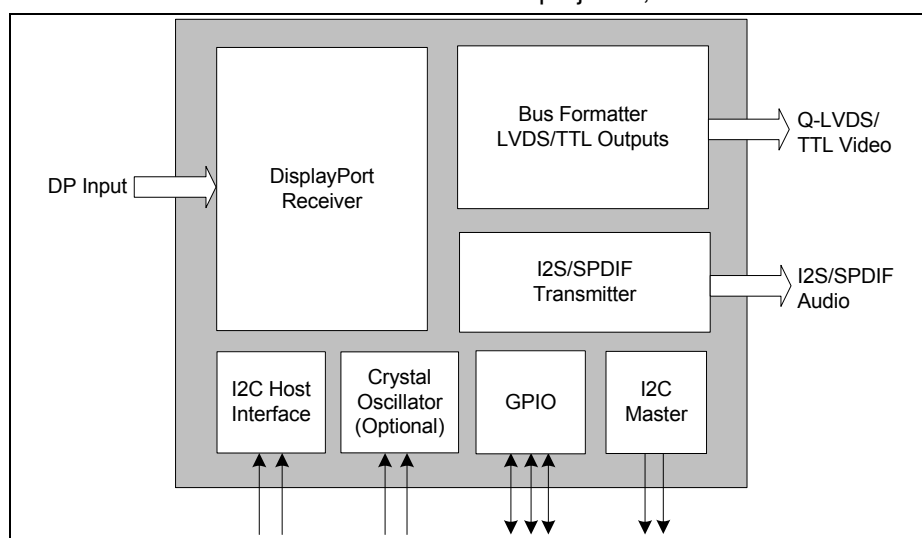 DP Input
DisplayPort
Receiver
Bus Formatter
LVDS/TTL Outputs
Q-LVDS/
TTL Video
I2S/SPDIF
Transmitter
I2S/SPDIF
Audio
I2C Host
Interface
Crystal
Oscillator
(Optional)
GPIO
I2C
Master